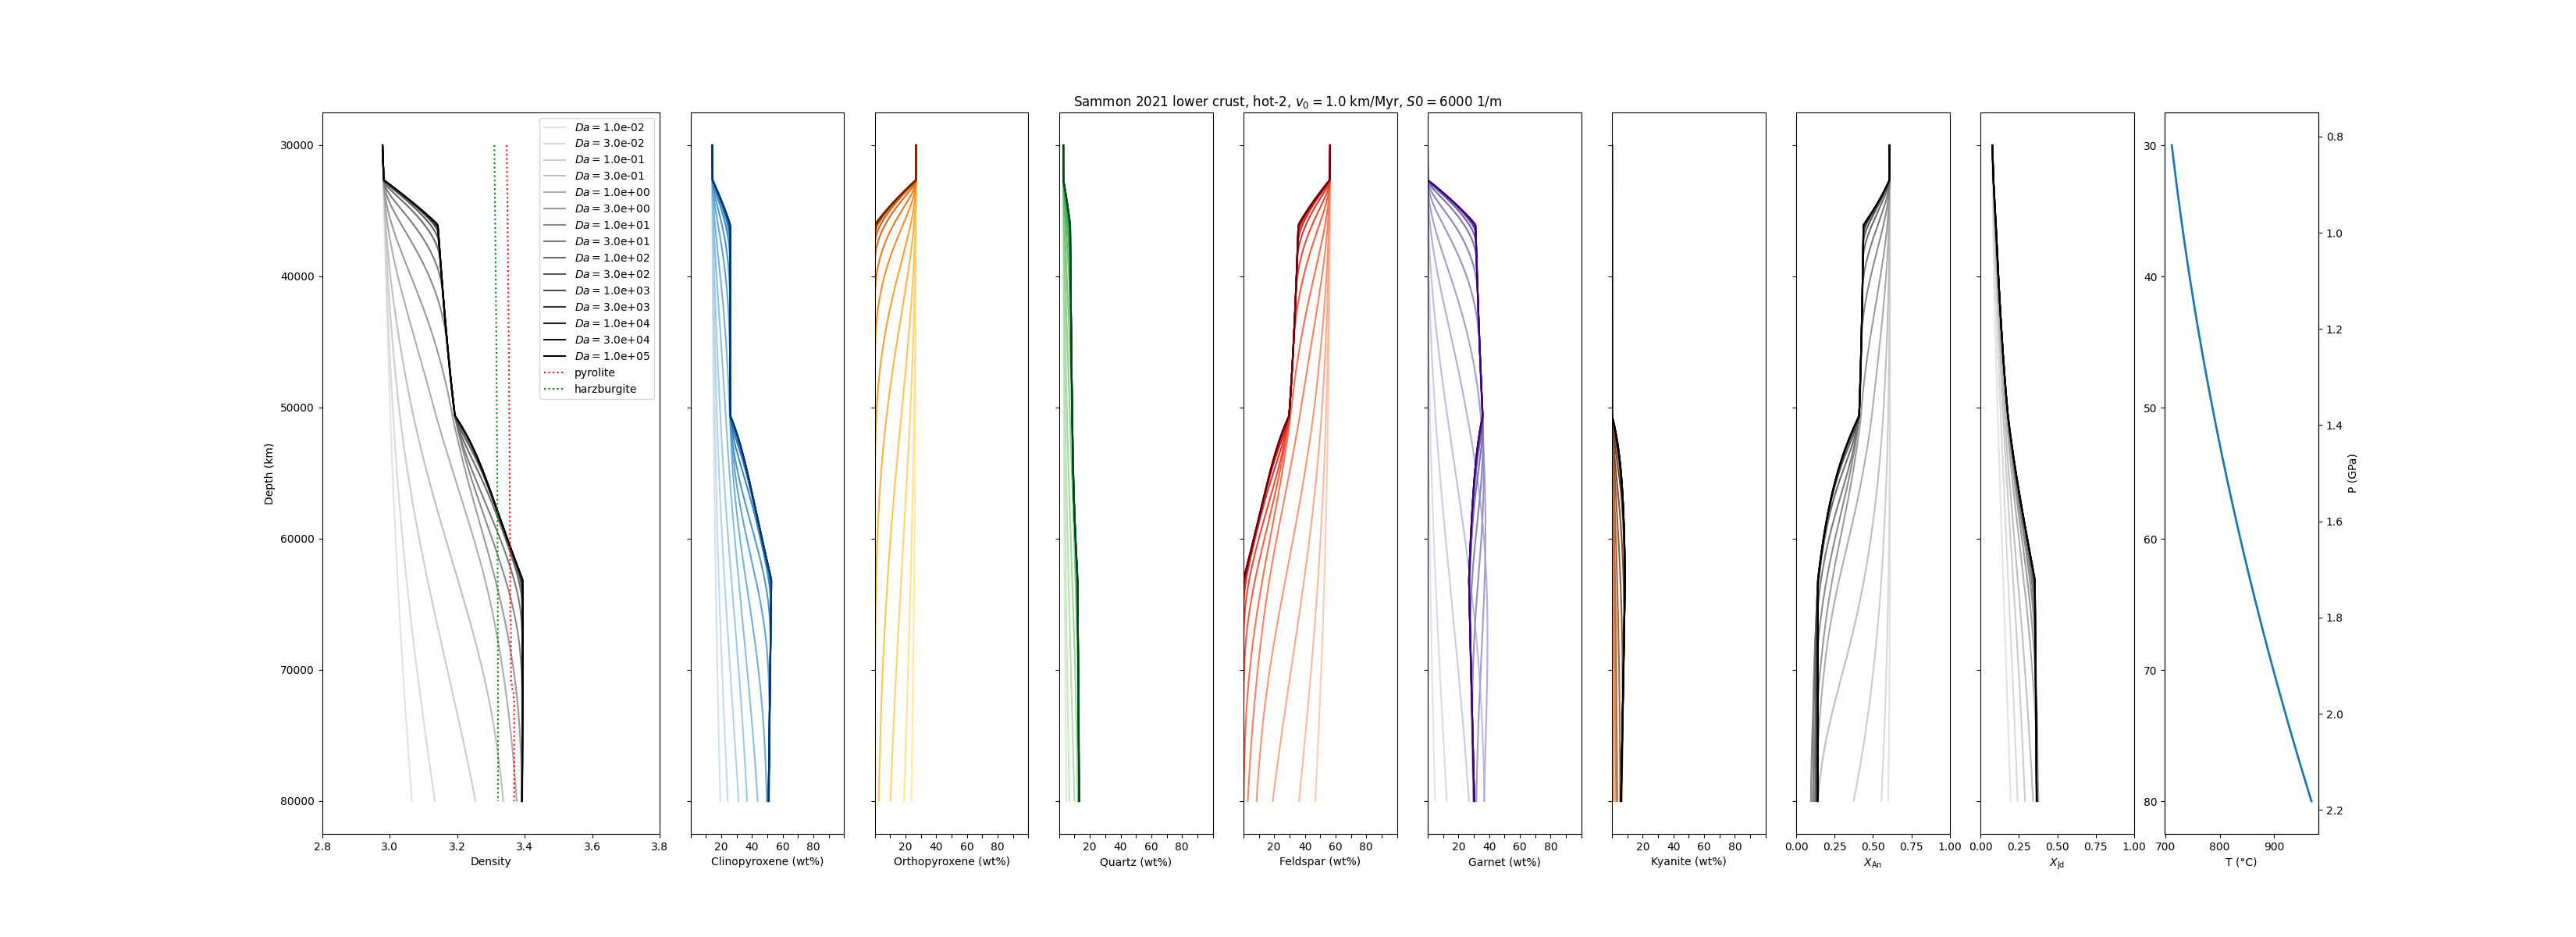 Sammon 2021 lower crust, hot-2, v₀ = 1.0 km/Myr, S0 = 6000 1/m
Da = 1.0e-02
Da = 3.0e-02
Da = 1.0e-01
Da = 3.0e-01
Da = 1.0e+00
Da = 3.0e+00
Da = 1.0e+01
Da = 3.0e+01
Da = 1.0e+02
Da = 3.0e+02
Da = 1.0e+03
Da = 3.0e+03
Da = 1.0e+04
Da = 3.0e+04
Da = 1.0e+05
pyrolite
harzburgite
Depth (km)
30000
40000
50000
60000
70000
80000
2.8 3.0 3.2 3.4 3.6 3.8
Density
20 40 60 80
Clinopyroxene (wt%)
20 40 60 80
Orthopyroxene (wt%)
20 40 60 80
Quartz (wt%)
20 40 60 80
Feldspar (wt%)
20 40 60 80
Garnet (wt%)
20 40 60 80
Kyanite (wt%)
0.00 0.25 0.50 0.75 1.00
X_An
0.00 0.25 0.50 0.75 1.00
X_Jd
30
40
50
60
70
80
700 800 900
T (°C)
0.8
1.0
1.2
1.4
1.6
1.8
2.0
2.2
P (GPa)